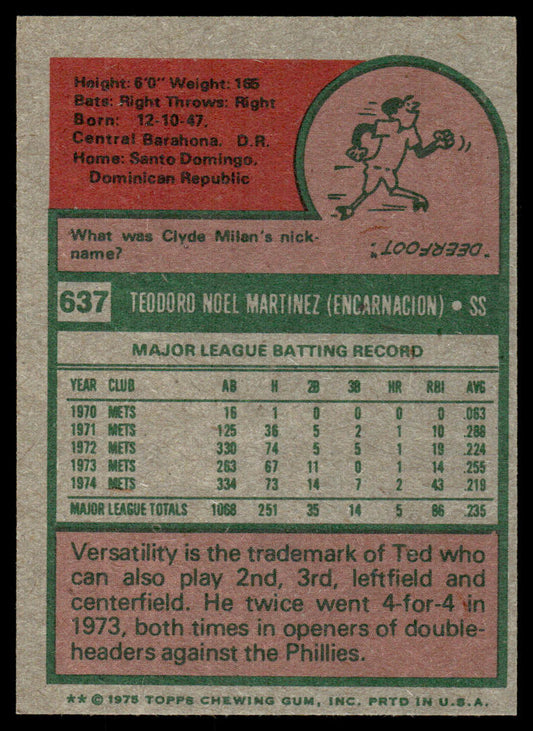 Height: 6'0" Weight: 165
Bats: Right Throws: Right
Born: 12-10-47,
Central Barahona, D.R.
Home: Santo Domingo,
Dominican Republic
What was Clyde Milan's nick-
name?
"DEERFOOT"
637 TEODORO NOEL MARTINEZ (ENCARNACION) • SS
MAJOR LEAGUE BATTING RECORD
YEAR CLUB AB H 2B 3B HR RBI AVG
1970 METS 16 1 0 0 0 0 .063
1971 METS 125 36 5 2 1 10 .288
1972 METS 330 74 5 5 1 19 .224
1973 METS 263 67 11 0 1 14 .255
1974 METS 334 73 14 7 2 43 .219
MAJOR LEAGUE TOTALS 1068 251 35 14 5 86 .235
Versatility is the trademark of Ted who
can also play 2nd, 3rd, leftfield and
centerfield. He twice went 4-for-4 in
1973, both times in openers of double-
headers against the Phillies.
** © 1975 TOPPS CHEWING GUM, INC. PRTD IN U.S.A.